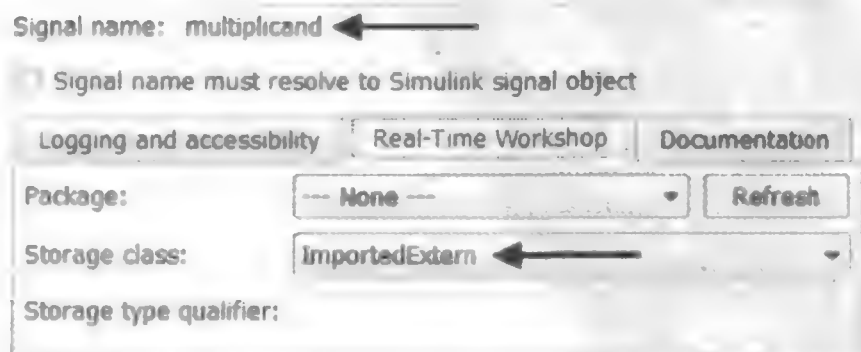 Signal name: multiplicand
Signal name must resolve to Simulink signal object
Logging and accessibility Real-Time Workshop Documentation
Package: --- None --- Refresh
Storage class: ImportedExtern
Storage type qualifier: